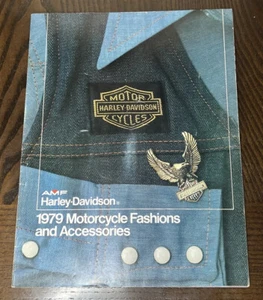 MOTOR
HARLEY-DAVIDSON
CYCLES
AMF
Harley-Davidson®
1979 Motorcycle Fashions
and Accessories